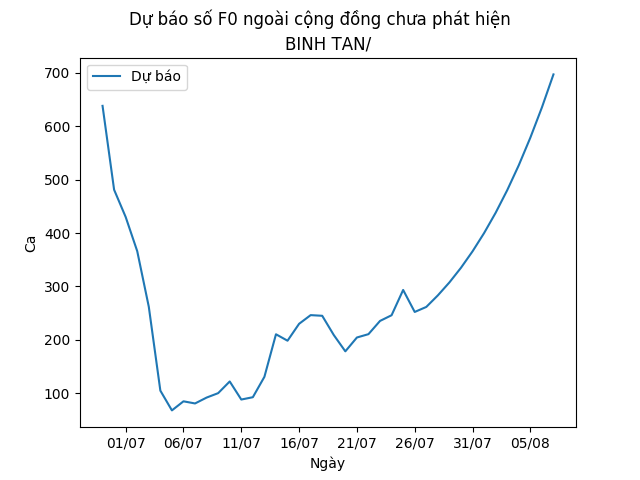 Dự báo số F0 ngoài cộng đồng chưa phát hiện
BINH TAN/
Dự báo
700
600
500
400
300
200
100
Ca
01/07 06/07 11/07 16/07 21/07 26/07 31/07 05/08
Ngày